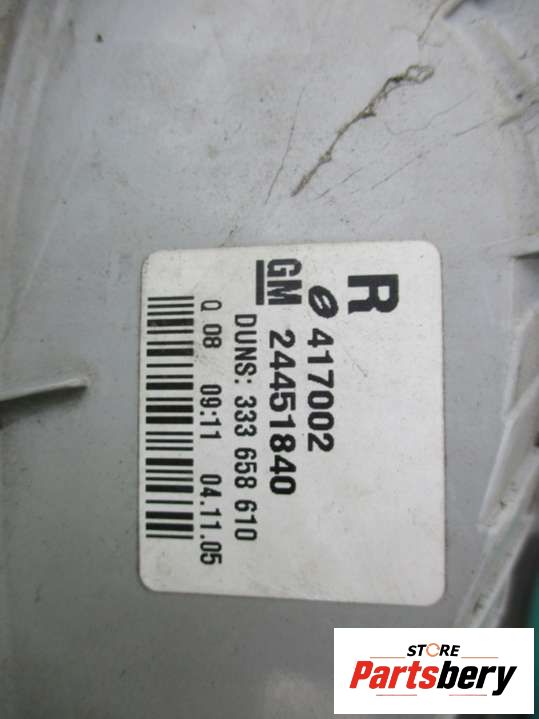 R
417002
GM 24451840
DUNS: 333 658 610
Q 08 09:11 04.11.05
STORE
Partsbery